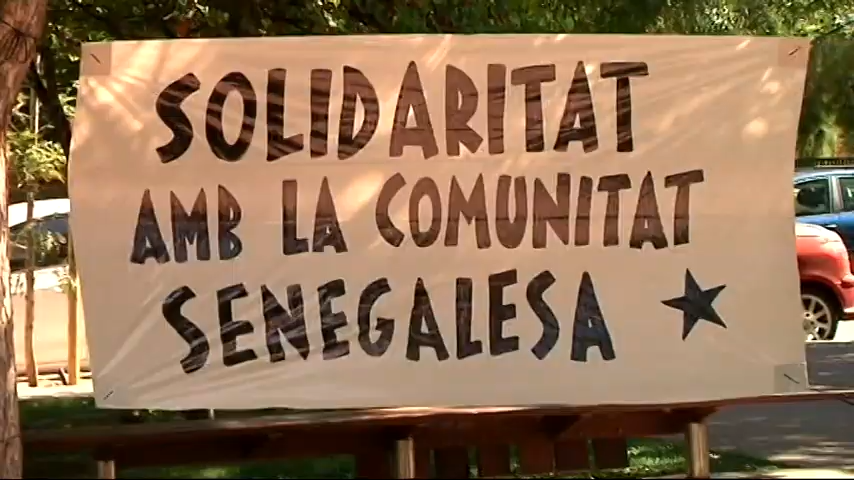 SOLIDARITAT
AMB LA COMUNITAT
SENEGALESA ★